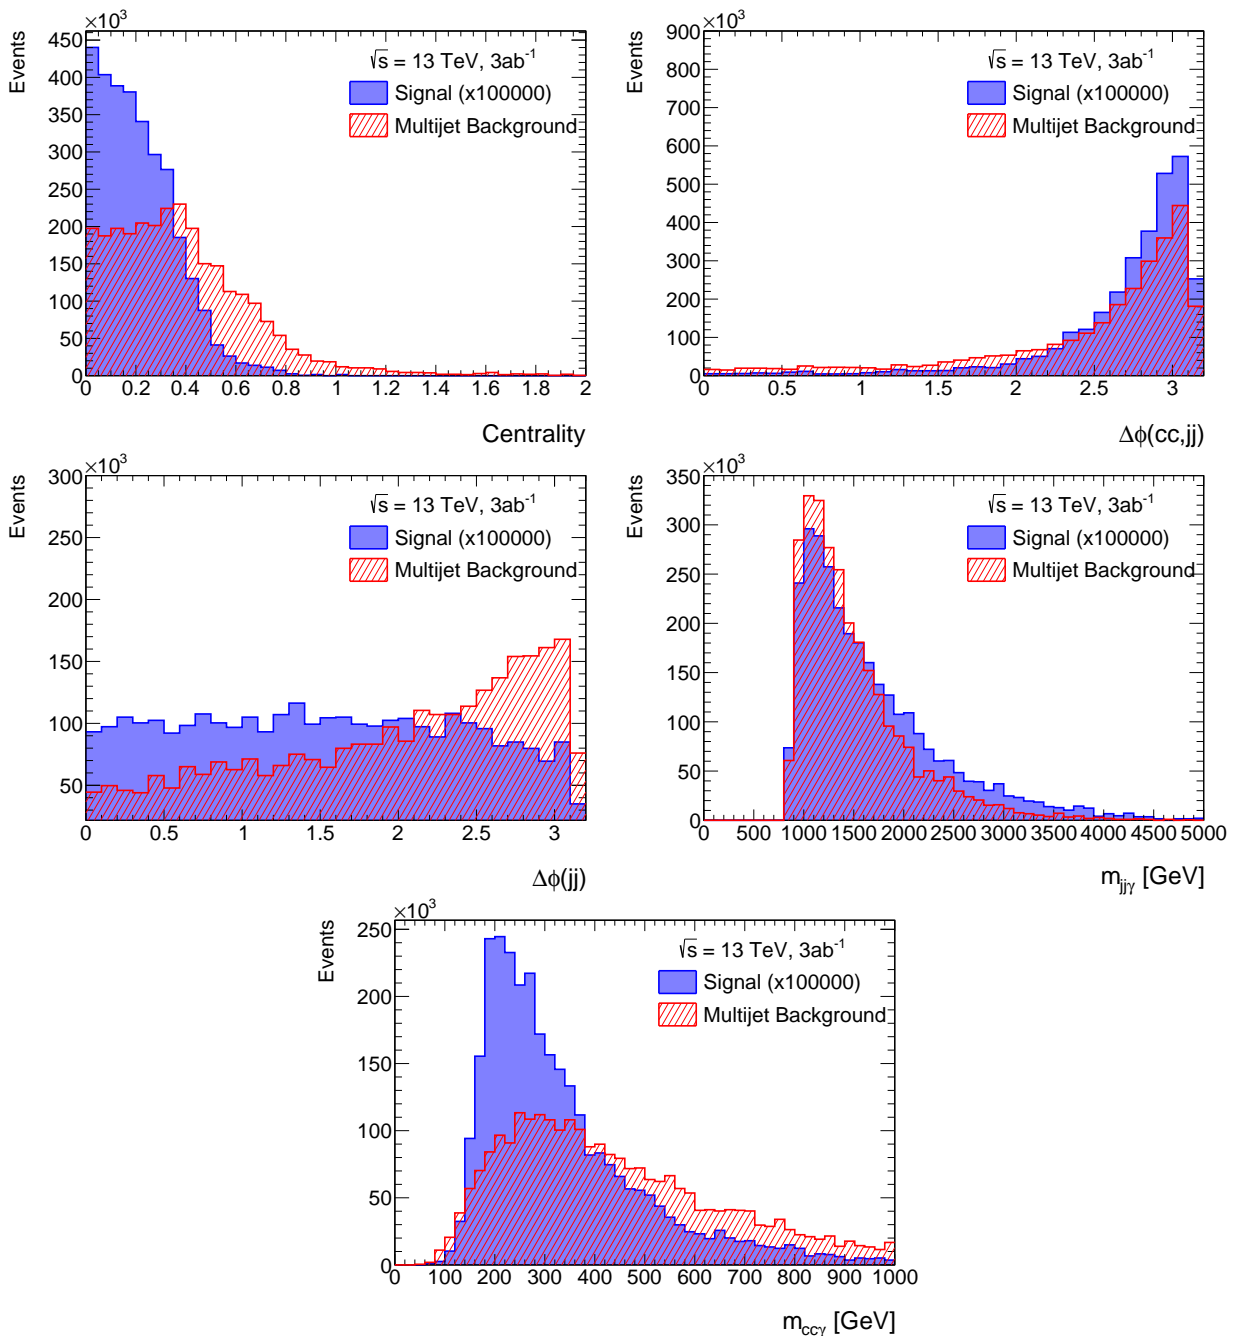 ×10³
Events
450
400
350
300
250
200
150
100
50
0
√s = 13 TeV, 3ab⁻¹
Signal (x100000)
Multijet Background
0 0.2 0.4 0.6 0.8 1 1.2 1.4 1.6 1.8 2
Centrality
×10³
Events
900
800
700
600
500
400
300
200
100
0
√s = 13 TeV, 3ab⁻¹
Signal (x100000)
Multijet Background
0 0.5 1 1.5 2 2.5 3
Δϕ(cc,jj)
×10³
Events
300
250
200
150
100
50
√s = 13 TeV, 3ab⁻¹
Signal (x100000)
Multijet Background
0 0.5 1 1.5 2 2.5 3
Δϕ(jj)
×10³
Events
350
300
250
200
150
100
50
0
√s = 13 TeV, 3ab⁻¹
Signal (x100000)
Multijet Background
0 500 1000 1500 2000 2500 3000 3500 4000 4500 5000
m_jjγ [GeV]
×10³
Events
250
200
150
100
50
0
√s = 13 TeV, 3ab⁻¹
Signal (x100000)
Multijet Background
0 100 200 300 400 500 600 700 800 900 1000
m_ccγ [GeV]